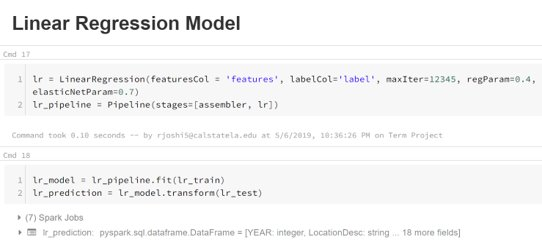 Linear Regression Model
Cmd 17
1 lr = LinearRegression(featuresCol = 'features', labelCol='label', maxIter=12345, regParam=0.4,
elasticNetParam=0.7)
2 lr_pipeline = Pipeline(stages=[assembler, lr])
Command took 0.10 seconds -- by rjoshi5@calstatela.edu at 5/6/2019, 10:36:26 PM on Term Project
Cmd 18
1 lr_model = lr_pipeline.fit(lr_train)
2 lr_prediction = lr_model.transform(lr_test)
(7) Spark Jobs
lr_prediction: pyspark.sql.dataframe.DataFrame = [YEAR: integer, LocationDesc: string ... 18 more fields]